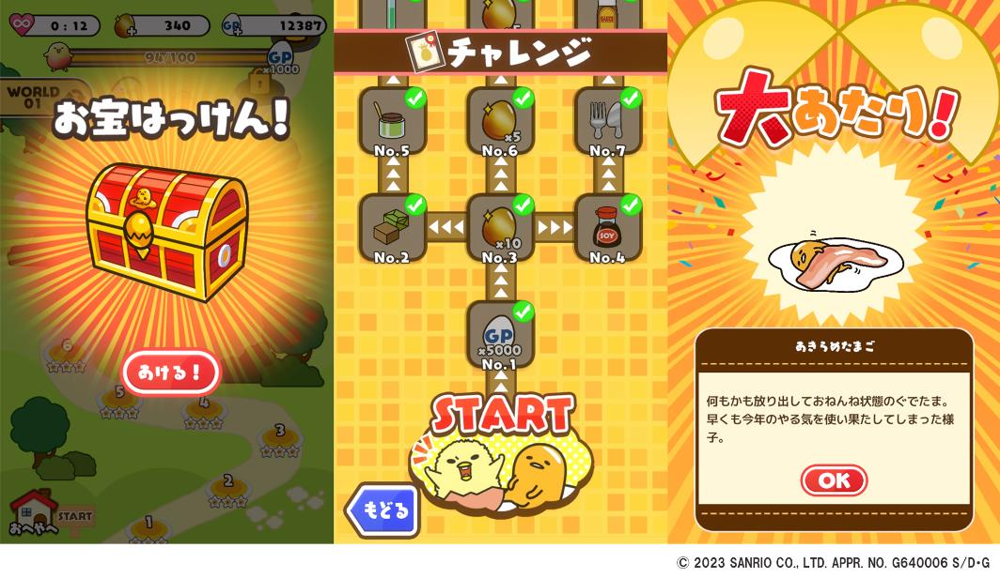 0:12
340
GP
12387
94/100
GP
×1000
WORLD
01
お宝はっけん!
あける!
6
5
4
3
2
1
START
おへやへ
チャレンジ
No.5
×5
No.6
No.7
No.2
×10
No.3
SOY
No.4
GP
×5000
No.1
START
もどる
大あたり!
あきらめたまご
何もかも放り出しておねんね状態のぐでたま。
早くも今年のやる気を使い果たしてしまった様
子。
OK
© 2023 SANRIO CO., LTD. APPR. NO. G640006 S/D•G